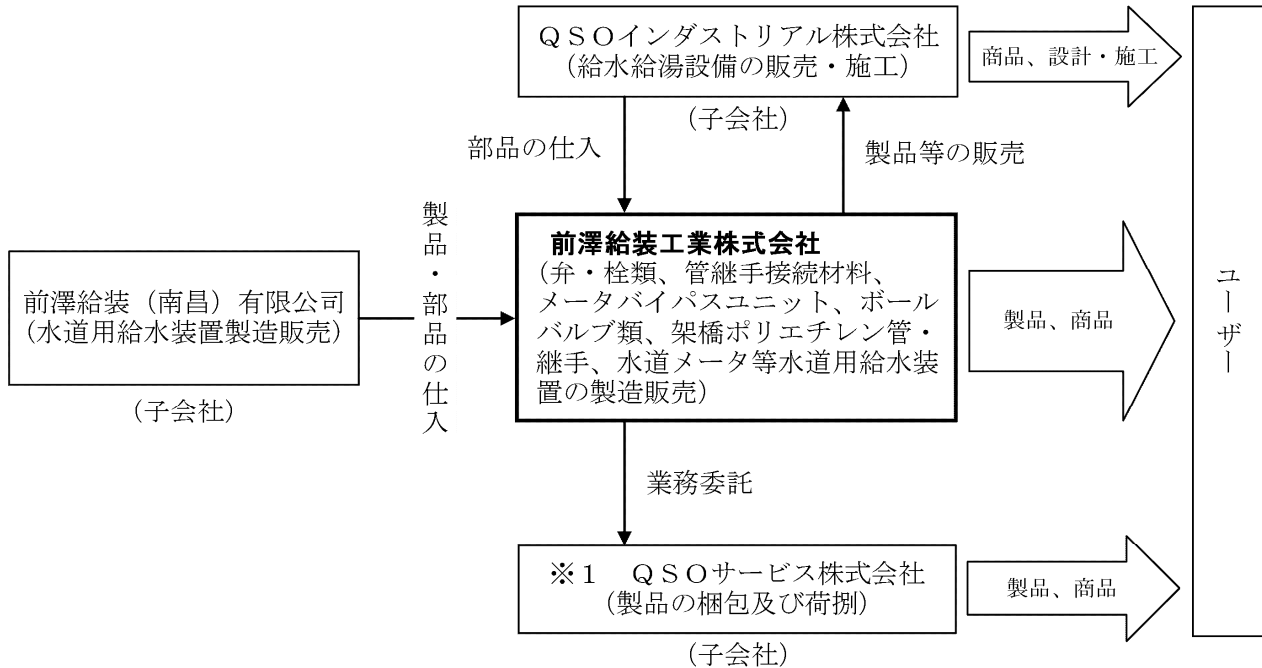 ＱＳＯインダストリアル株式会社
(給水給湯設備の販売・施工)
(子会社)
商品、設計・施工
部品の仕入
製品等の販売
前澤給装（南昌）有限公司
(水道用給水装置製造販売)
(子会社)
製品・部品の仕入
前澤給装工業株式会社
(弁・栓類、管継手接続材料、
メータバイパスユニット、ボール
バルブ類、架橋ポリエチレン管・
継手、水道メータ等水道用給水装
置の製造販売)
製品、商品
ユーザー
業務委託
※１　ＱＳＯサービス株式会社
(製品の梱包及び荷捌)
(子会社)
製品、商品